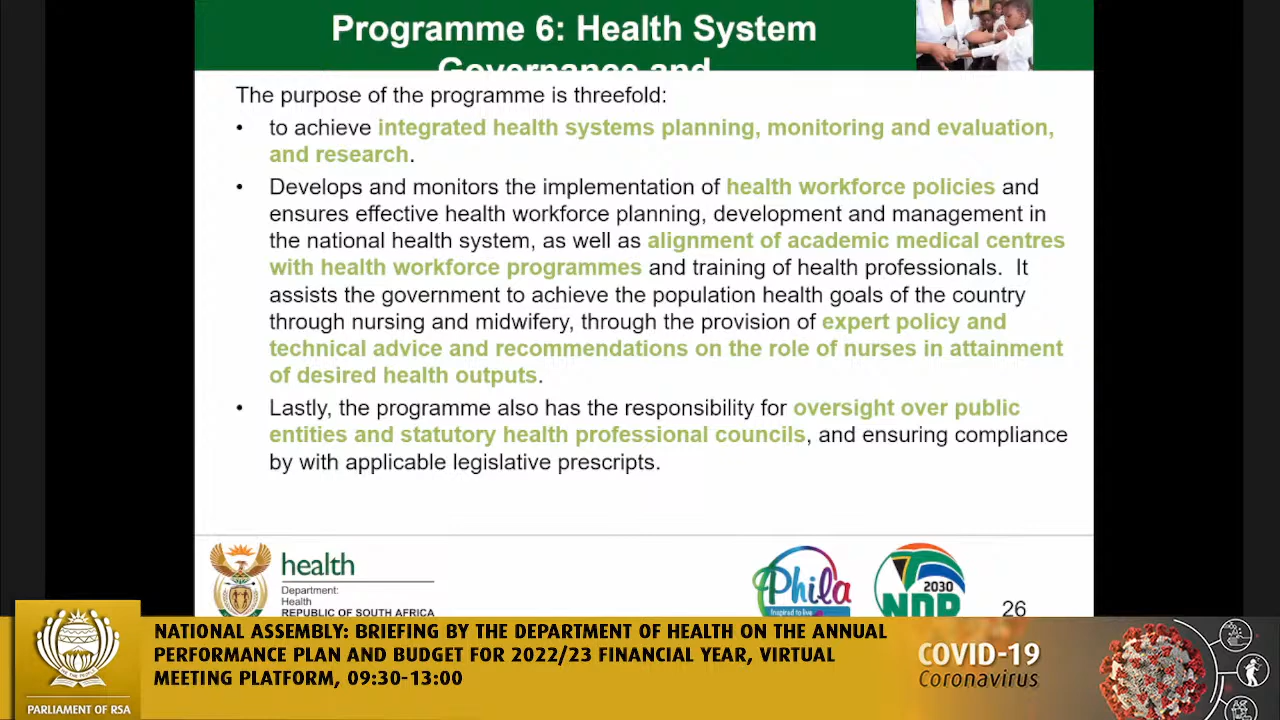 Programme 6: Health System
Governance and
The purpose of the programme is threefold:
• to achieve integrated health systems planning, monitoring and evaluation,
and research.
• Develops and monitors the implementation of health workforce policies and
ensures effective health workforce planning, development and management in
the national health system, as well as alignment of academic medical centres
with health workforce programmes and training of health professionals. It
assists the government to achieve the population health goals of the country
through nursing and midwifery, through the provision of expert policy and
technical advice and recommendations on the role of nurses in attainment
of desired health outputs.
• Lastly, the programme also has the responsibility for oversight over public
entities and statutory health professional councils, and ensuring compliance
by with applicable legislative prescripts.
health
Department:
Health
REPUBLIC OF SOUTH AFRICA
Phila
Inspired to live
2030
NDP
26
NATIONAL ASSEMBLY: BRIEFING BY THE DEPARTMENT OF HEALTH ON THE ANNUAL
PERFORMANCE PLAN AND BUDGET FOR 2022/23 FINANCIAL YEAR, VIRTUAL
MEETING PLATFORM, 09:30-13:00
PARLIAMENT OF RSA
COVID-19
Coronavirus